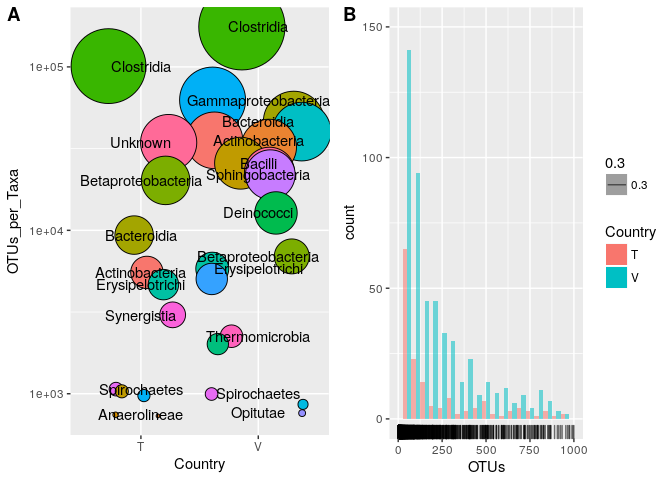 A
Clostridia
Clostridia
Gammaproteobacteria
Bacteroidia
Actinobacteria
Unknown
Bacilli
Sphingobacteria
Betaproteobacteria
Deinococci
Bacteroidia
Betaproteobacteria
Actinobacteria
Erysipelotrichi
Erysipelotrichi
Synergistia
Thermomicrobia
Spirochaetes
Spirochaetes
Anaerolineae
Opitutae
1e+05
1e+04
1e+03
OTUs_per_Taxa
T
V
Country
B
150
100
50
0
count
0
250
500
750
1000
OTUs
0.3
0.3
Country
T
V